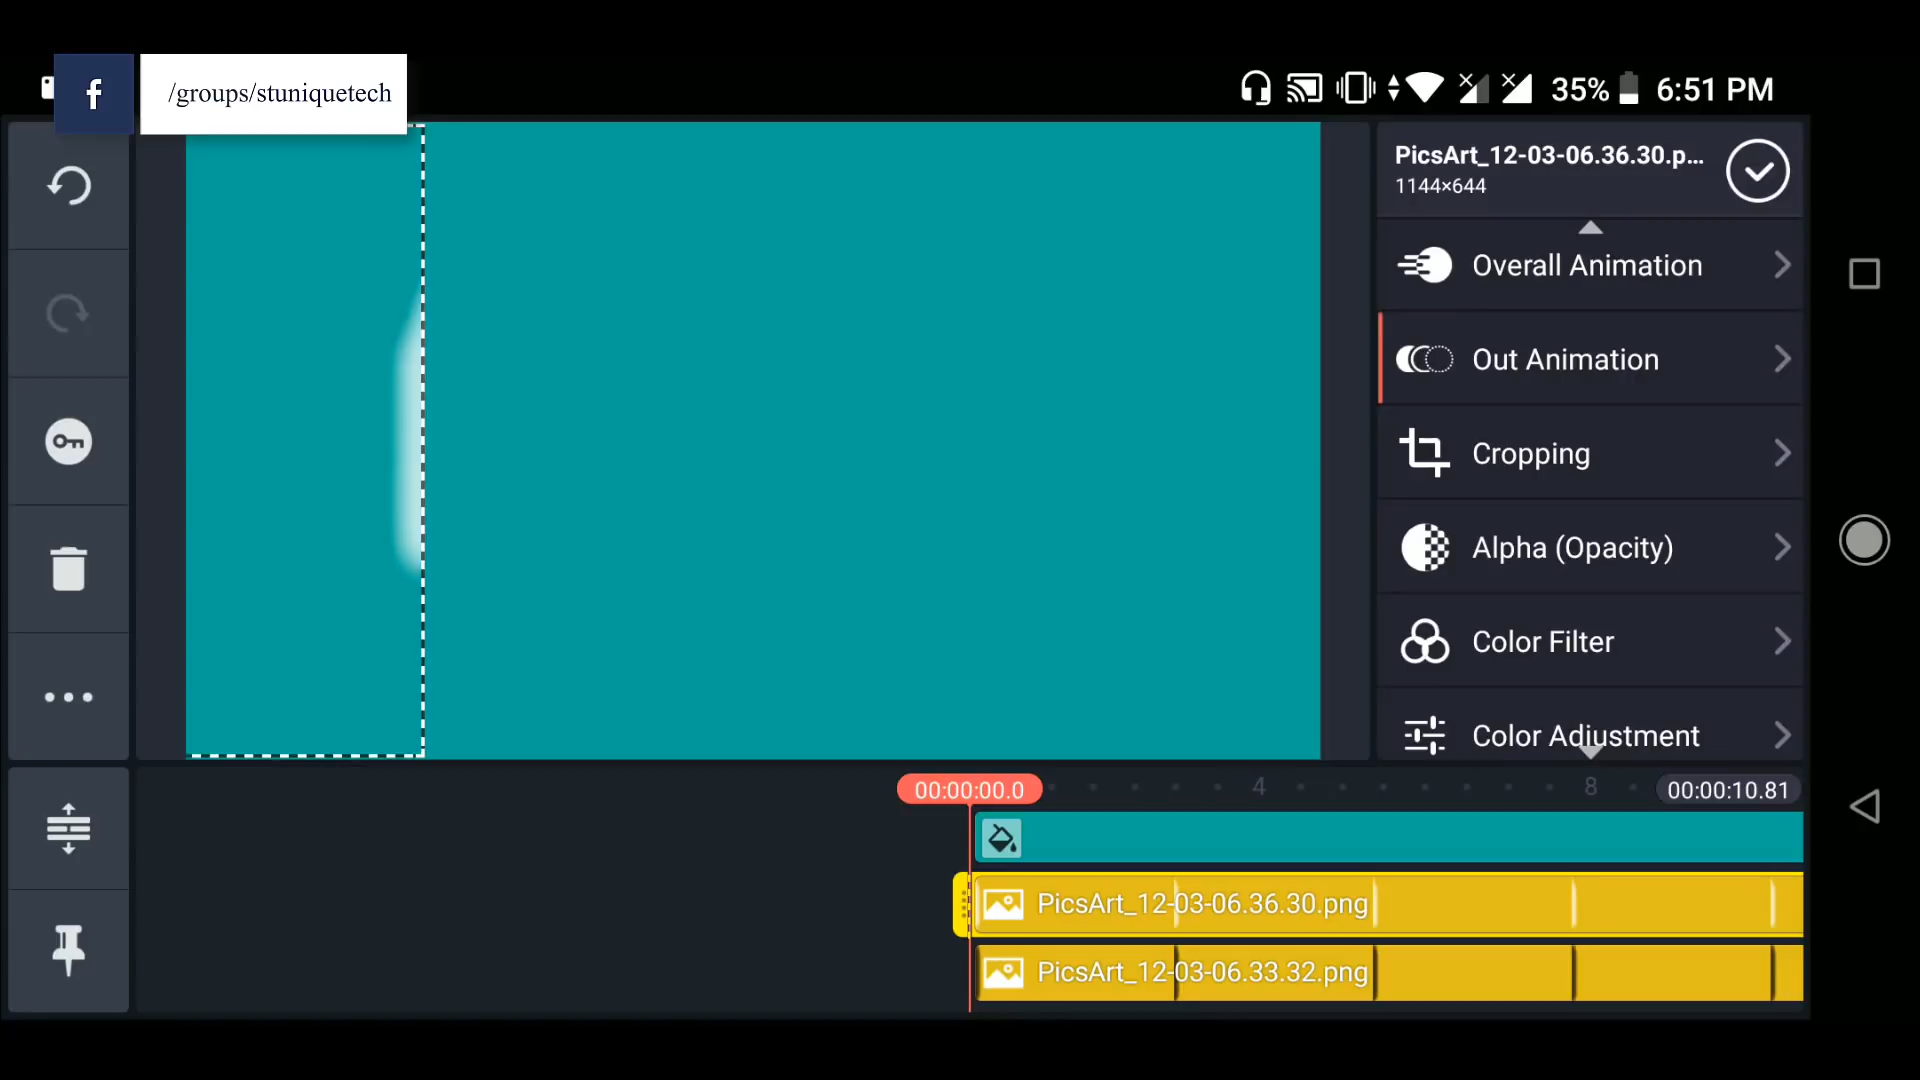 f
/groups/stuniquetech
35%
6:51 PM
PicsArt_12-03-06.36.30.p...
1144×644
Overall Animation
Out Animation
Cropping
Alpha (Opacity)
Color Filter
Color Adjustment
00:00:00.0
4
8
00:00:10.81
PicsArt_12-03-06.36.30.png
PicsArt_12-03-06.33.32.png